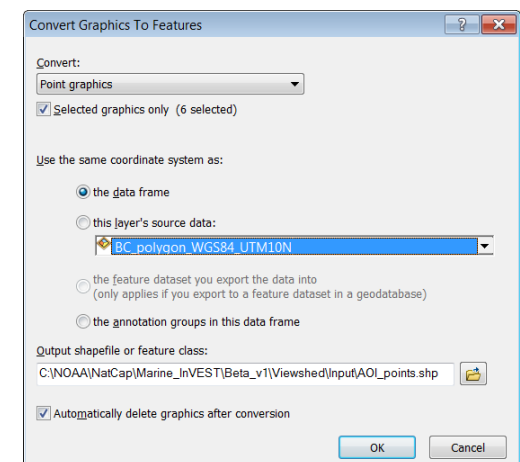 Convert Graphics To Features
Convert:
Point graphics
Selected graphics only (6 selected)
Use the same coordinate system as:
the data frame
this layer's source data:
BC_polygon_WGS84_UTM10N
the feature dataset you export the data into
(only applies if you export to a feature dataset in a geodatabase)
the annotation groups in this data frame
Output shapefile or feature class:
C:\NOAA\NatCap\Marine_InVEST\Beta_v1\Viewshed\Input\AOI_points.shp
Automatically delete graphics after conversion
OK Cancel